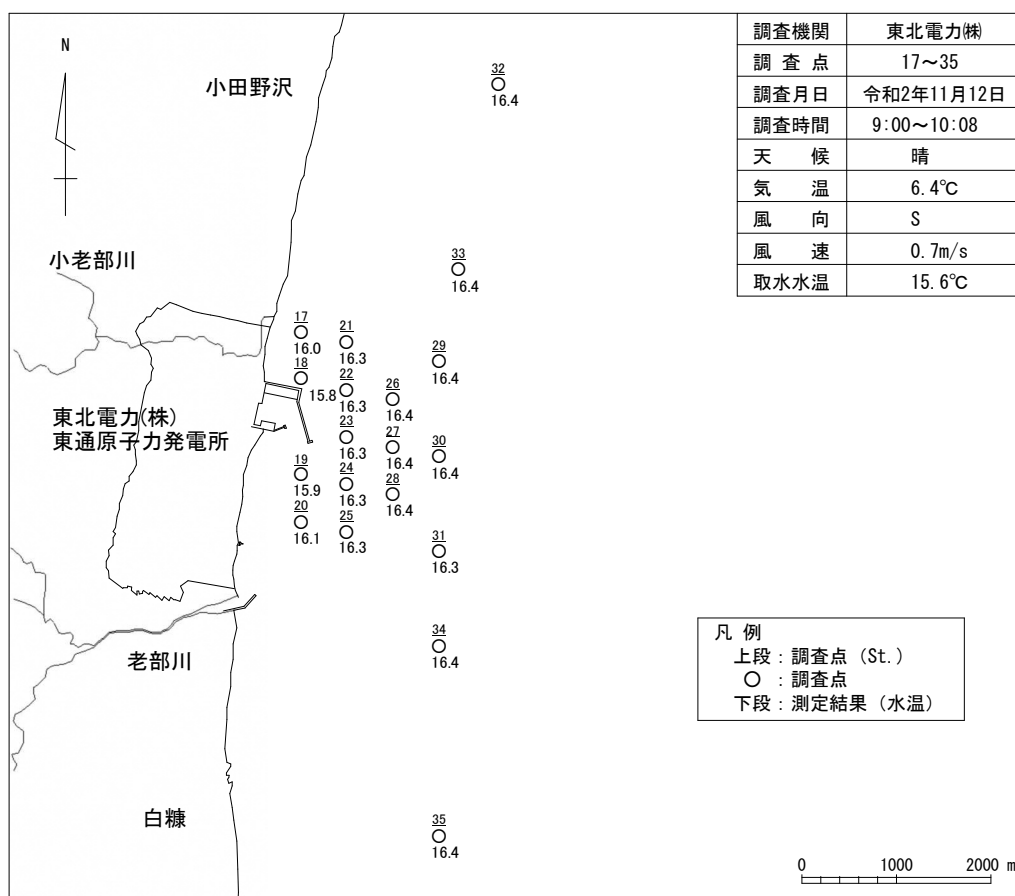 調査機関 東北電力㈱
調査点 17～35
調査月日 令和2年11月12日
調査時間 9:00～10:08
天候 晴
気温 6.4℃
風向 S
風速 0.7m/s
取水水温 15.6℃
N
小田野沢
32
16.4
小老部川
33
16.4
17
16.0
21
16.3
29
16.4
18
15.8
22
16.3
26
16.4
東北電力(株)
東通原子力発電所
23
16.3
27
16.4
30
16.4
19
15.9
24
16.3
28
16.4
20
16.1
25
16.3
31
16.3
34
16.4
老部川
凡 例
上段：調査点（St.）
○ ：調査点
下段：測定結果（水温）
白糠
35
16.4
0 1000 2000 m